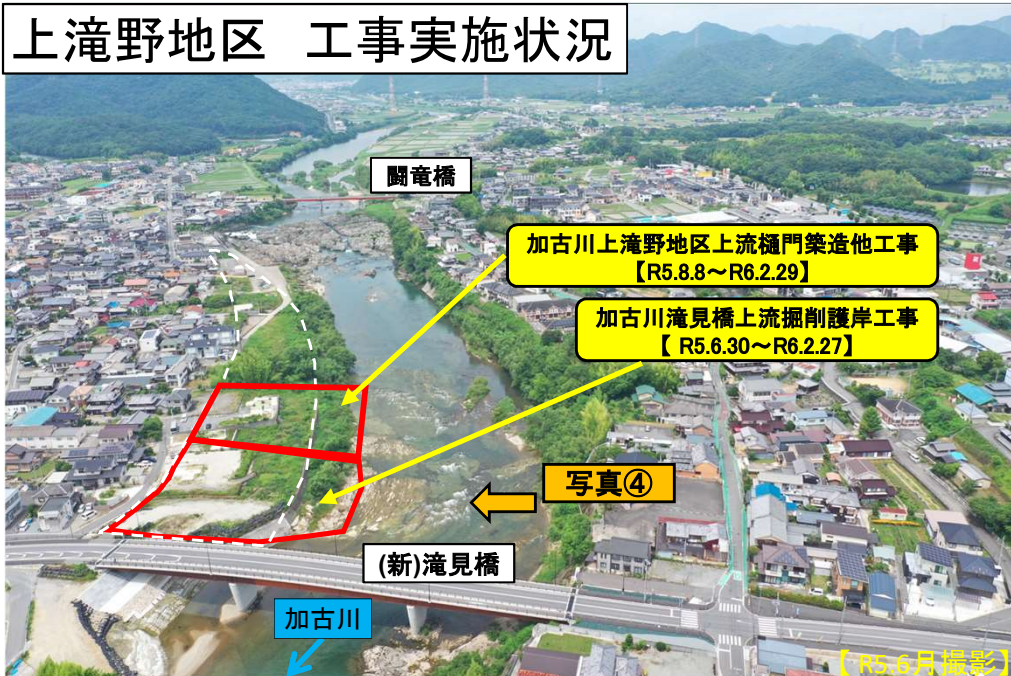 上滝野地区 工事実施状況
闘竜橋
加古川上滝野地区上流樋門築造他工事
【R5.8.8～R6.2.29】
加古川滝見橋上流掘削護岸工事
【 R5.6.30～R6.2.27】
写真④
(新)滝見橋
加古川
【 R5.6月撮影】